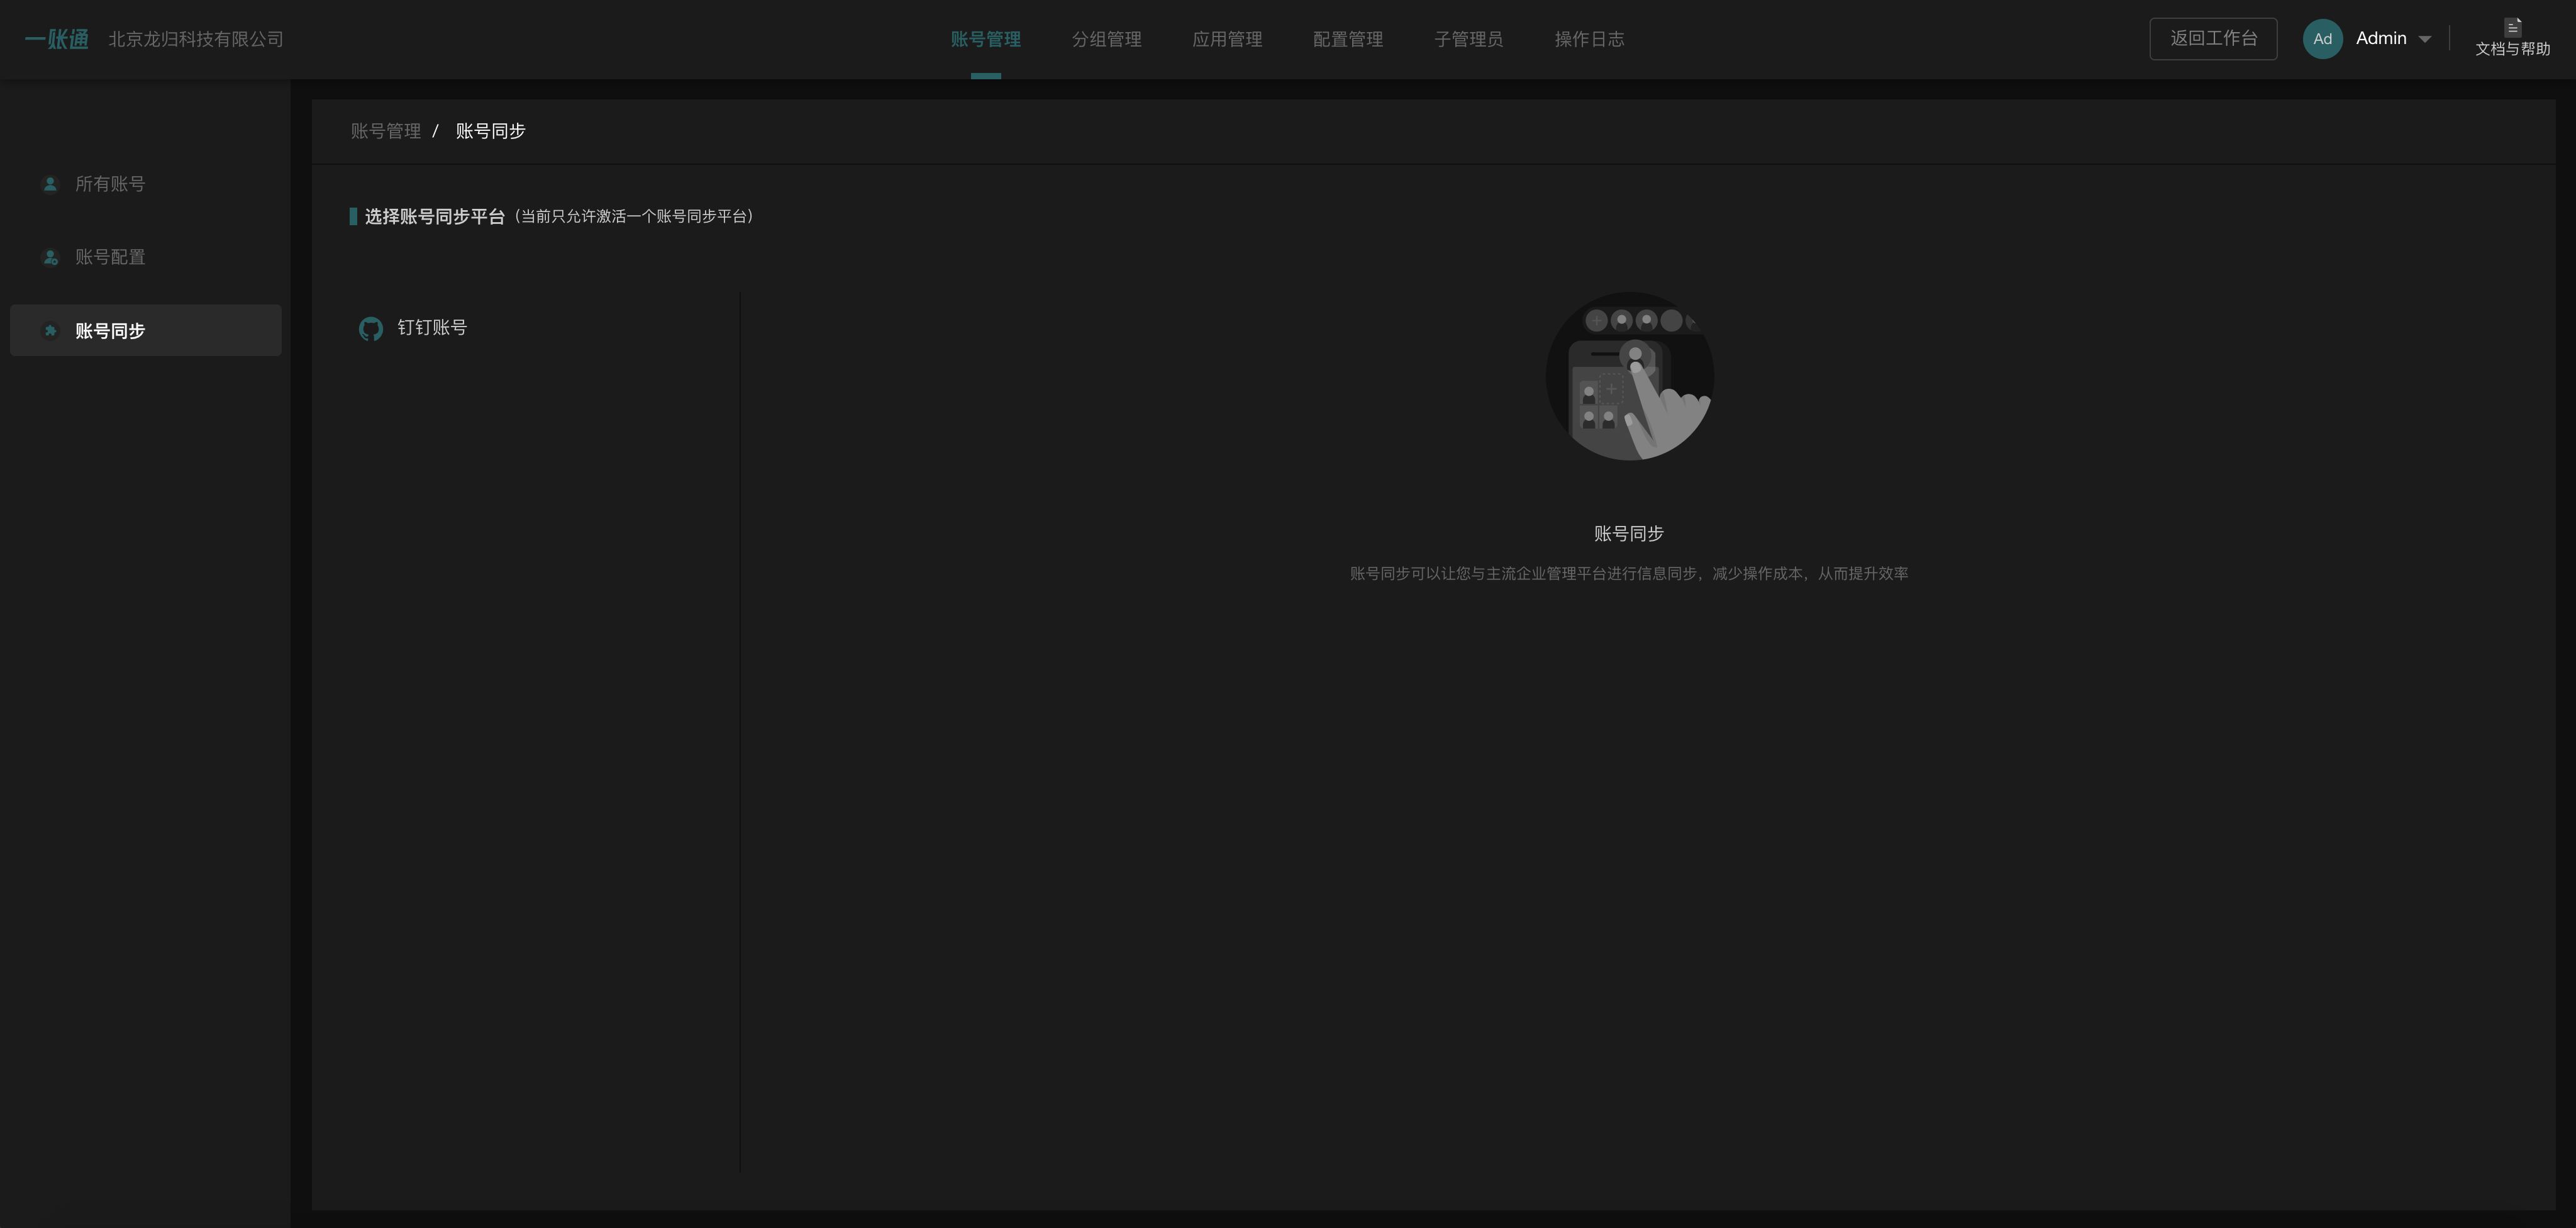 一账通 北京龙归科技有限公司
账号管理 分组管理 应用管理 配置管理 子管理员 操作日志
返回工作台 Ad Admin 文档与帮助
所有账号
账号配置
账号同步
账号管理 / 账号同步
选择账号同步平台（当前只允许激活一个账号同步平台）
钉钉账号
账号同步
账号同步可以让您与主流企业管理平台进行信息同步，减少操作成本，从而提升效率